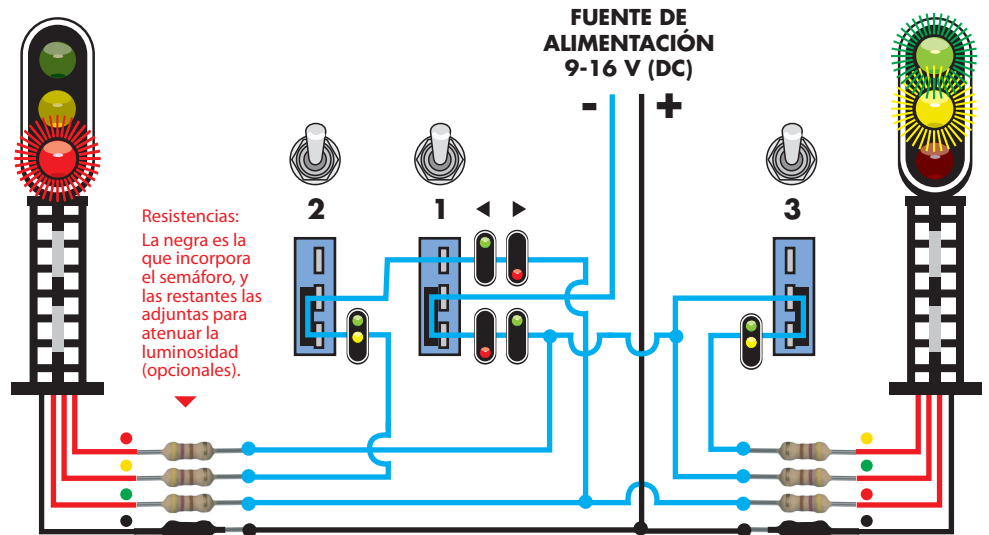 FUENTE DE
ALIMENTACIÓN
9-16 V (DC)
- +
2
1
3
Resistencias:
La negra es la
que incorpora
el semáforo, y
las restantes las
adjuntas para
atenuar la
luminosidad
(opcionales).